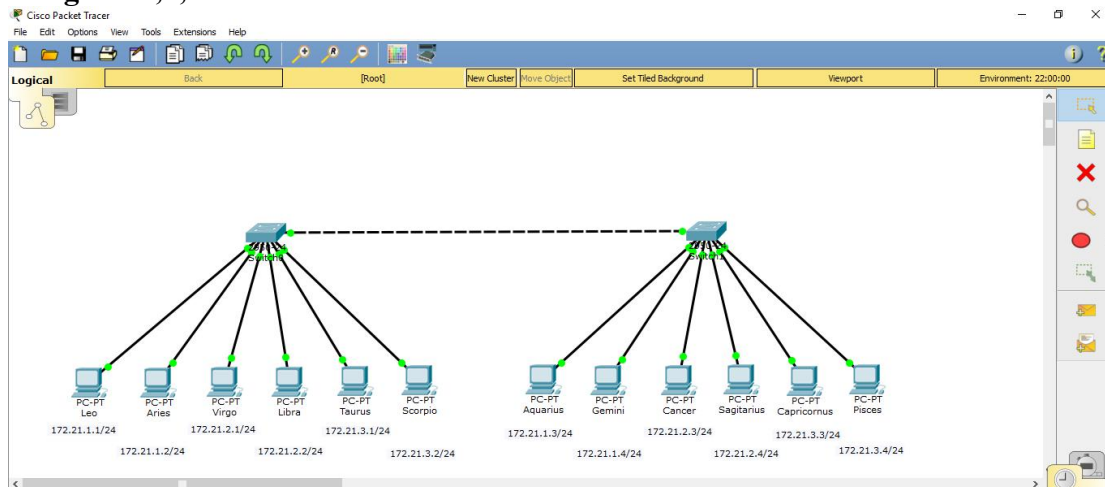 Cisco Packet Tracer
File Edit Options View Tools Extensions Help
Logical Back [Root] New Cluster Move Object Set Tiled Background Viewport Environment: 22:00:00
Switch0 Switch1
PC-PT PC-PT PC-PT PC-PT PC-PT PC-PT PC-PT PC-PT PC-PT PC-PT PC-PT PC-PT
Leo Aries Virgo Libra Taurus Scorpio Aquarius Gemini Cancer Sagitarius Capricornus Pisces
172.21.1.1/24 172.21.2.1/24 172.21.3.1/24 172.21.1.3/24 172.21.2.3/24 172.21.3.3/24
172.21.1.2/24 172.21.2.2/24 172.21.3.2/24 172.21.1.4/24 172.21.2.4/24 172.21.3.4/24